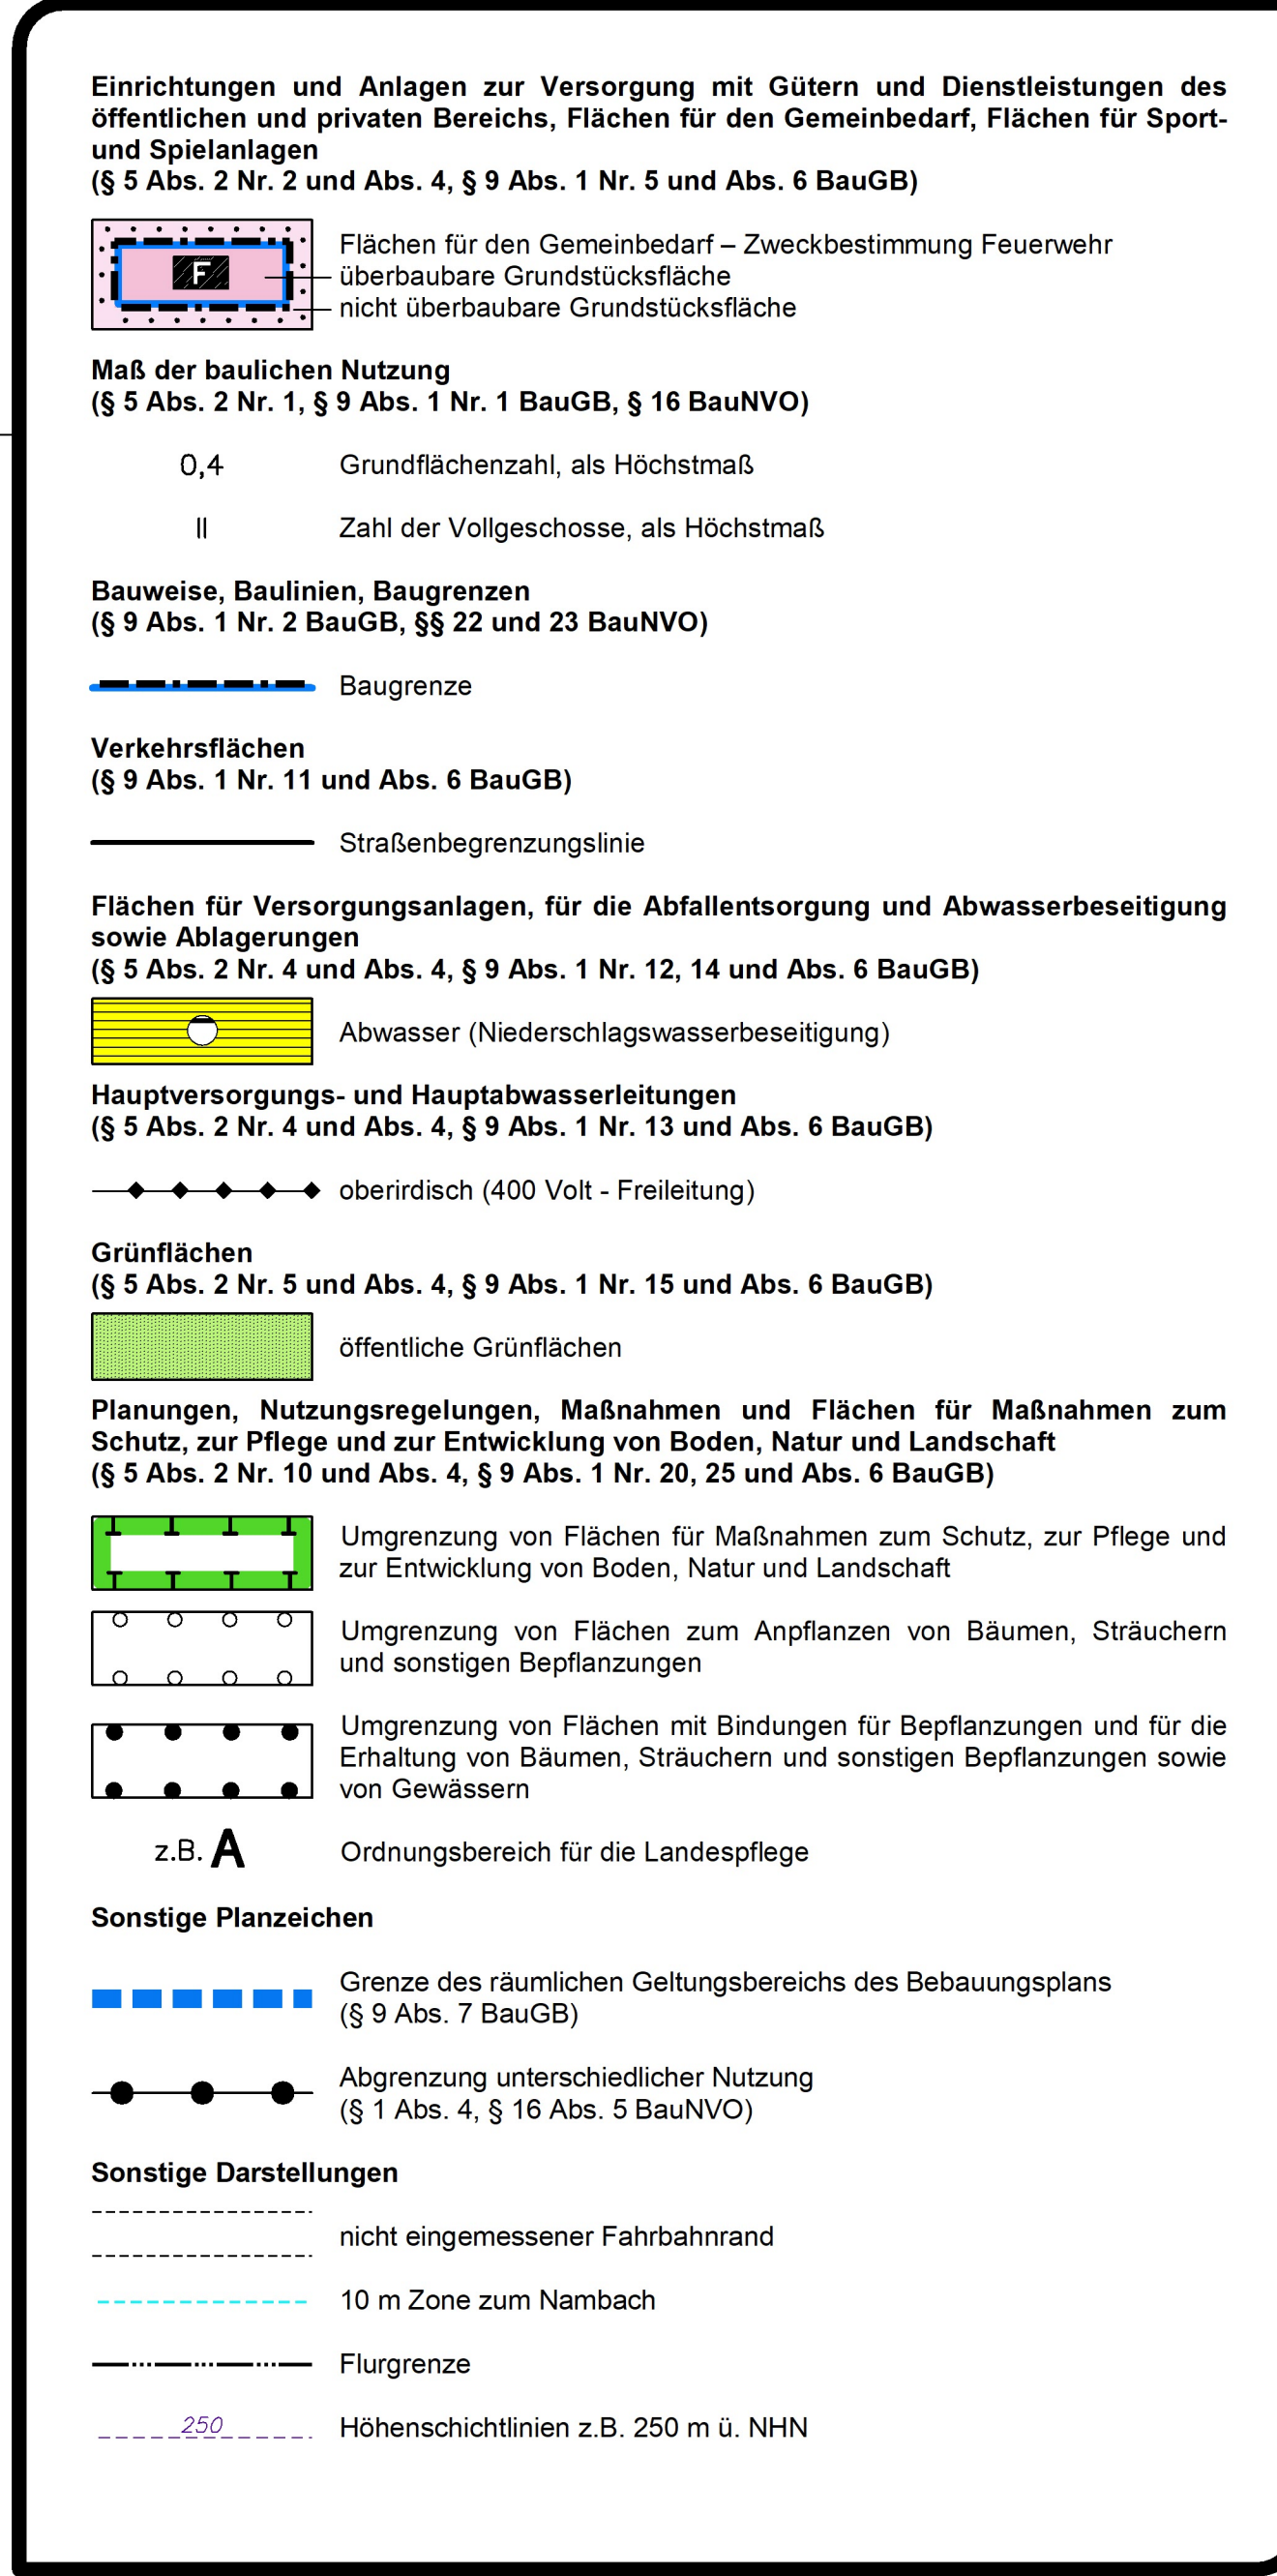 Einrichtungen und Anlagen zur Versorgung mit Gütern und Dienstleistungen des
öffentlichen und privaten Bereichs, Flächen für den Gemeinbedarf, Flächen für Sport-
und Spielanlagen
(§ 5 Abs. 2 Nr. 2 und Abs. 4, § 9 Abs. 1 Nr. 5 und Abs. 6 BauGB)
F
Flächen für den Gemeinbedarf – Zweckbestimmung Feuerwehr
überbaubare Grundstücksfläche
nicht überbaubare Grundstücksfläche
Maß der baulichen Nutzung
(§ 5 Abs. 2 Nr. 1, § 9 Abs. 1 Nr. 1 BauGB, § 16 BauNVO)
0,4 Grundflächenzahl, als Höchstmaß
II Zahl der Vollgeschosse, als Höchstmaß
Bauweise, Baulinien, Baugrenzen
(§ 9 Abs. 1 Nr. 2 BauGB, §§ 22 und 23 BauNVO)
Baugrenze
Verkehrsflächen
(§ 9 Abs. 1 Nr. 11 und Abs. 6 BauGB)
Straßenbegrenzungslinie
Flächen für Versorgungsanlagen, für die Abfallentsorgung und Abwasserbeseitigung
sowie Ablagerungen
(§ 5 Abs. 2 Nr. 4 und Abs. 4, § 9 Abs. 1 Nr. 12, 14 und Abs. 6 BauGB)
Abwasser (Niederschlagswasserbeseitigung)
Hauptversorgungs- und Hauptabwasserleitungen
(§ 5 Abs. 2 Nr. 4 und Abs. 4, § 9 Abs. 1 Nr. 13 und Abs. 6 BauGB)
oberirdisch (400 Volt - Freileitung)
Grünflächen
(§ 5 Abs. 2 Nr. 5 und Abs. 4, § 9 Abs. 1 Nr. 15 und Abs. 6 BauGB)
öffentliche Grünflächen
Planungen, Nutzungsregelungen, Maßnahmen und Flächen für Maßnahmen zum
Schutz, zur Pflege und zur Entwicklung von Boden, Natur und Landschaft
(§ 5 Abs. 2 Nr. 10 und Abs. 4, § 9 Abs. 1 Nr. 20, 25 und Abs. 6 BauGB)
Umgrenzung von Flächen für Maßnahmen zum Schutz, zur Pflege und
zur Entwicklung von Boden, Natur und Landschaft
Umgrenzung von Flächen zum Anpflanzen von Bäumen, Sträuchern
und sonstigen Bepflanzungen
Umgrenzung von Flächen mit Bindungen für Bepflanzungen und für die
Erhaltung von Bäumen, Sträuchern und sonstigen Bepflanzungen sowie
von Gewässern
z.B. A Ordnungsbereich für die Landespflege
Sonstige Planzeichen
Grenze des räumlichen Geltungsbereichs des Bebauungsplans
(§ 9 Abs. 7 BauGB)
Abgrenzung unterschiedlicher Nutzung
(§ 1 Abs. 4, § 16 Abs. 5 BauNVO)
Sonstige Darstellungen
nicht eingemessener Fahrbahnrand
10 m Zone zum Nambach
Flurgrenze
250 Höhenschichtlinien z.B. 250 m ü. NHN